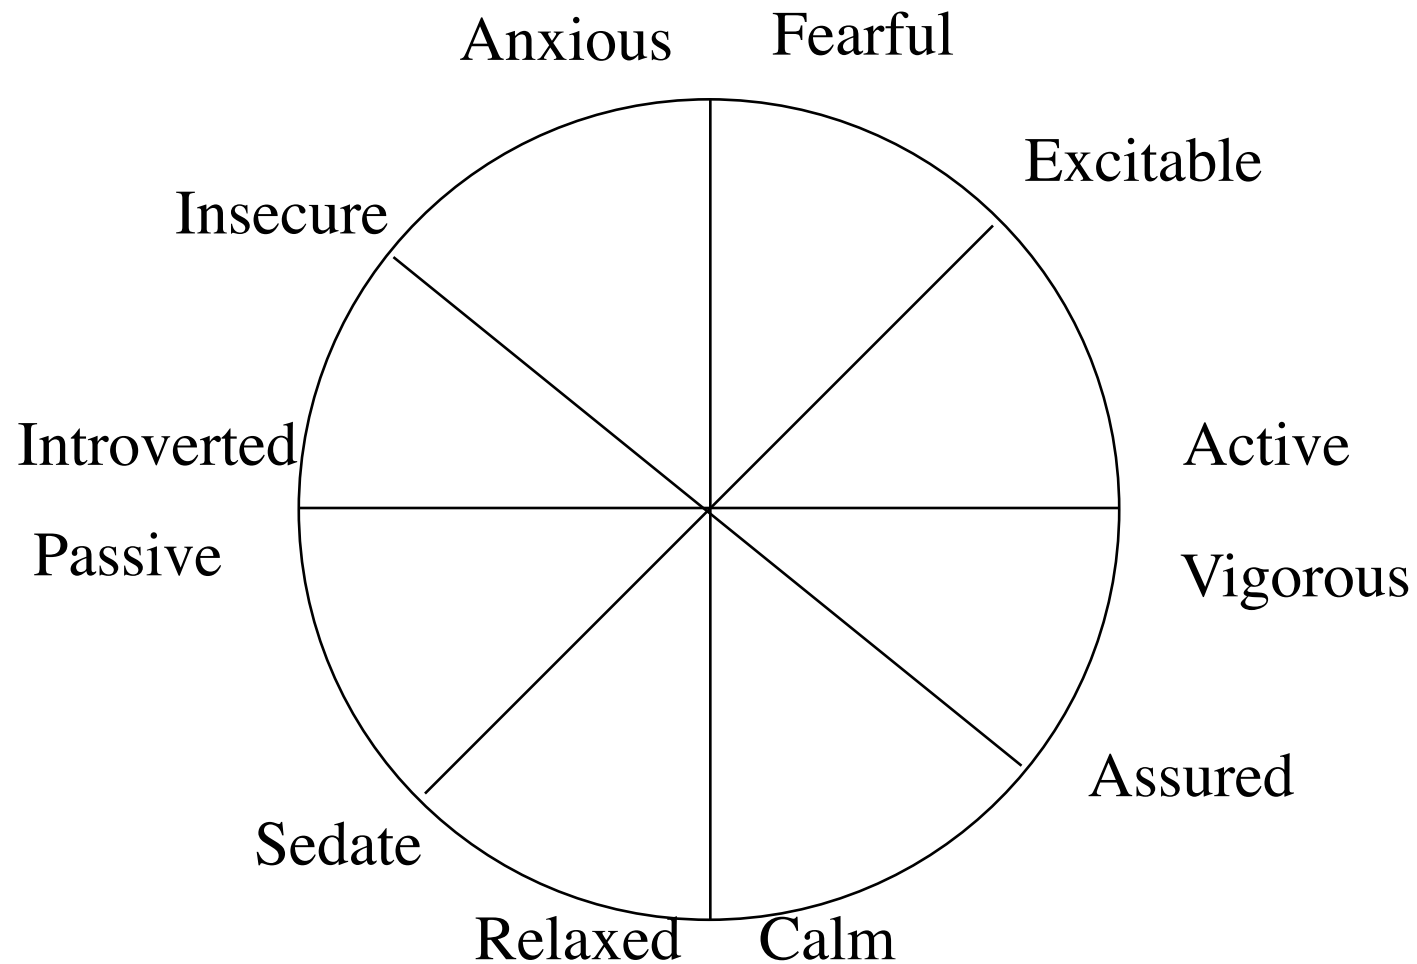 Anxious
Fearful
Excitable
Insecure
Introverted
Active
Passive
Vigorous
Assured
Sedate
Relaxed
Calm